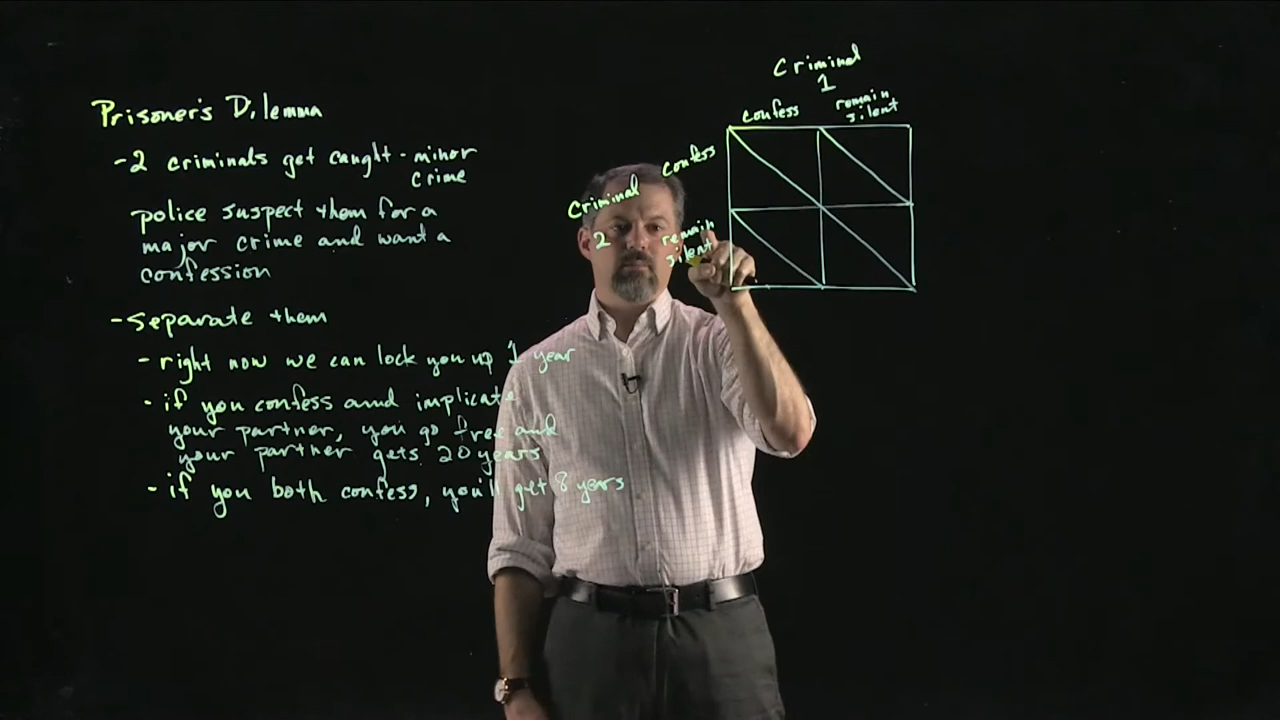 Prisoner's Dilemma
- 2 criminals get caught - minor
crime
police suspect them for a
major crime and want a
confession
- separate them
- right now we can lock you up 1 year
- if you confess and implicate
your partner, you go free and
your partner gets 20 years
- if you both confess, you'll get 8 years
Criminal
1
confess
remain
silent
Criminal
2
confess
remain
silent